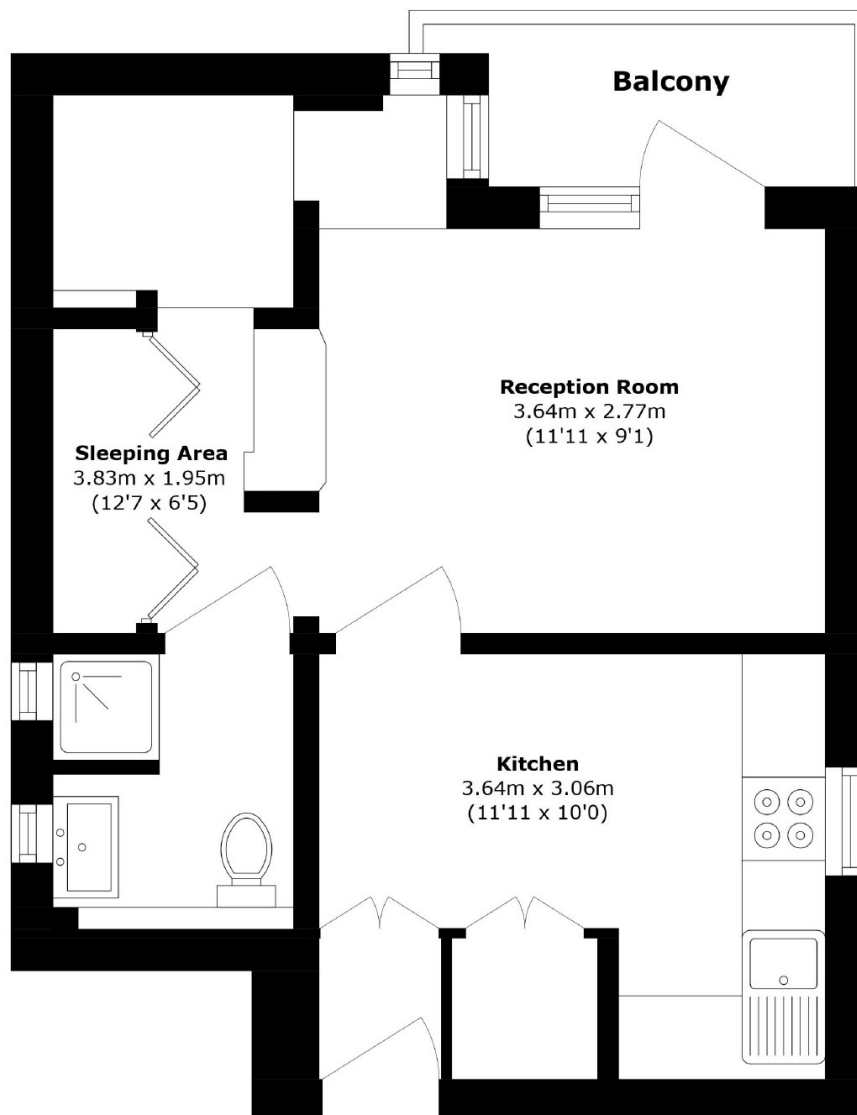 Balcony
Reception Room
3.64m x 2.77m
(11'11 x 9'1)
Sleeping Area
3.83m x 1.95m
(12'7 x 6'5)
Kitchen
3.64m x 3.06m
(11'11 x 10'0)